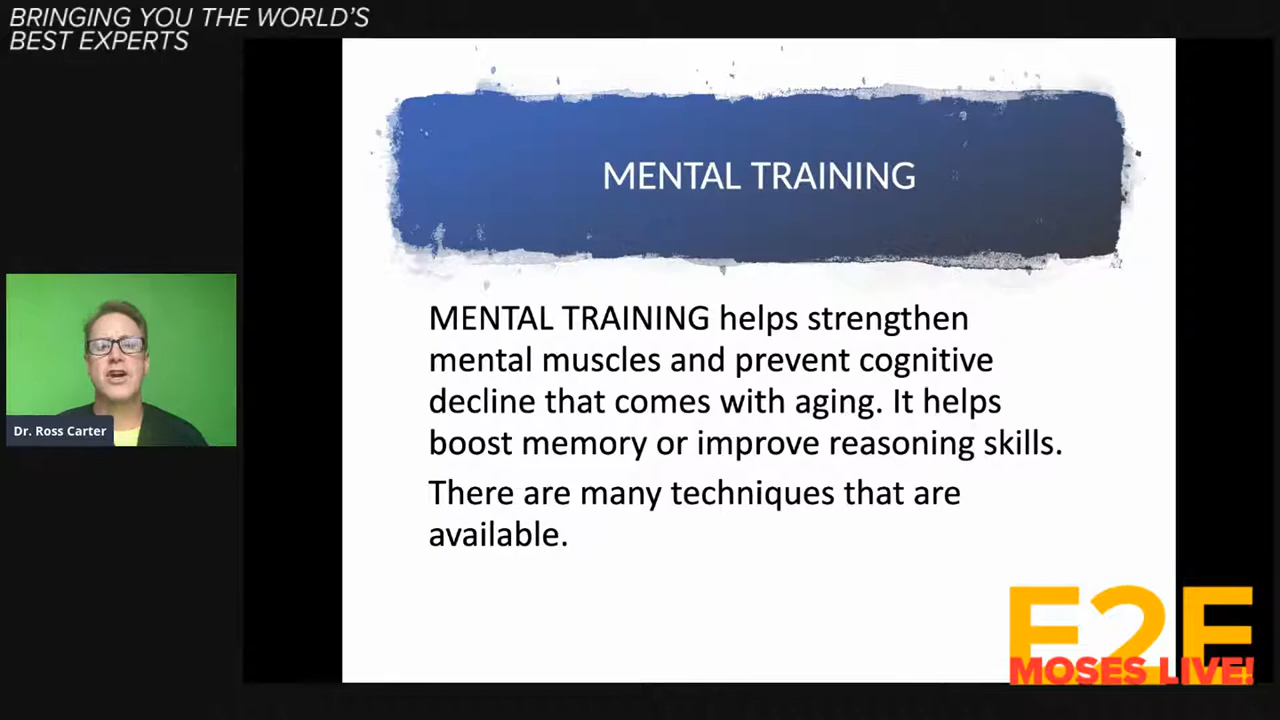 BRINGING YOU THE WORLD'S
BEST EXPERTS
MENTAL TRAINING
MENTAL TRAINING helps strengthen
mental muscles and prevent cognitive
decline that comes with aging. It helps
boost memory or improve reasoning skills.
There are many techniques that are
available.
Dr. Ross Carter
E2E
MOSES LIVE!